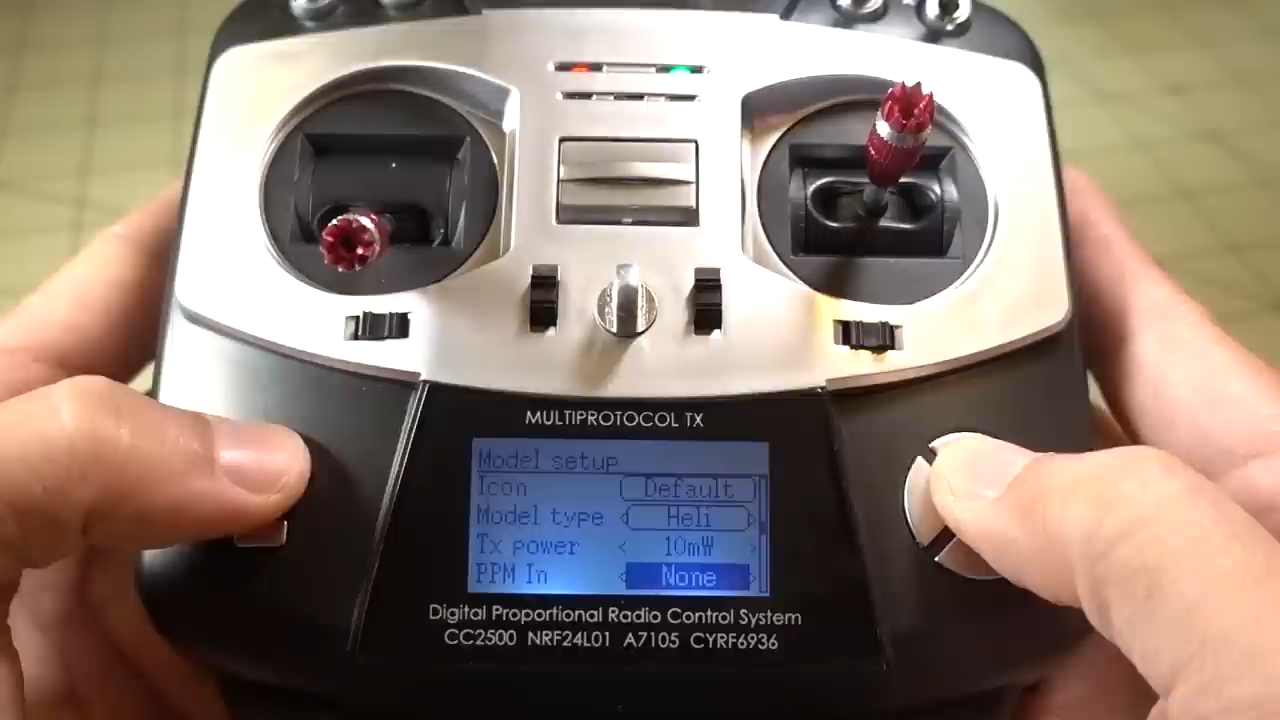 MULTIPROTOCOL TX
Model setup
Icon Default
Model type < Heli >
Tx power < 10mW >
PPM In < None >
Digital Proportional Radio Control System
CC2500 NRF24L01 A7105 CYRF6936